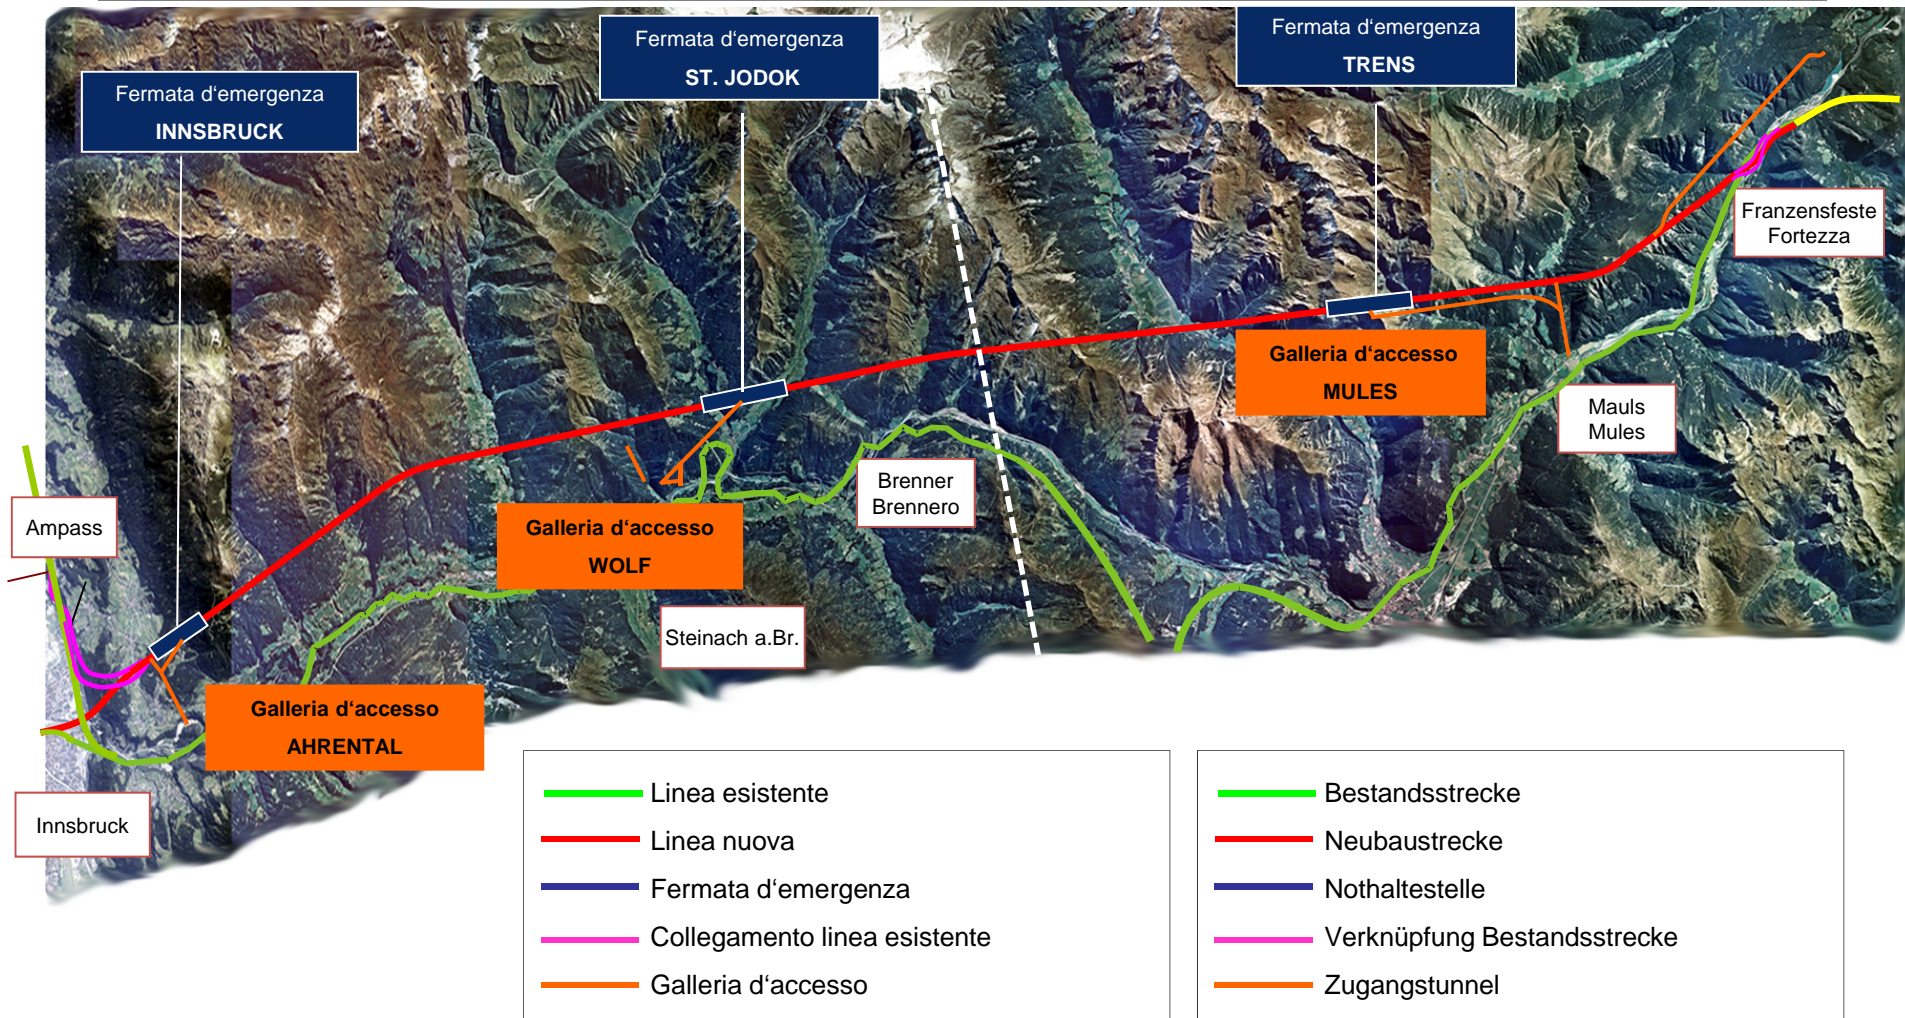 Fermata d‘emergenza
INNSBRUCK
Fermata d‘emergenza
ST. JODOK
Fermata d‘emergenza
TRENS
Franzensfeste
Fortezza
Galleria d‘accesso
MULES
Mauls
Mules
Brenner
Brennero
Ampass
Galleria d‘accesso
WOLF
Steinach a.Br.
Galleria d‘accesso
AHRENTAL
Innsbruck
Linea esistente
Linea nuova
Fermata d‘emergenza
Collegamento linea esistente
Galleria d‘accesso
Bestandsstrecke
Neubaustrecke
Nothaltestelle
Verknüpfung Bestandsstrecke
Zugangstunnel